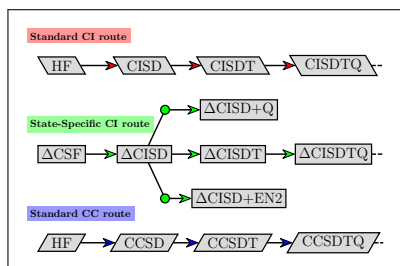 Standard CI route
HF CISD CISDT CISDTQ
ΔCISD+Q
State-Specific CI route
ΔCSF ΔCISD ΔCISDT ΔCISDTQ
ΔCISD+EN2
Standard CC route
HF CCSD CCSDT CCSDTQ